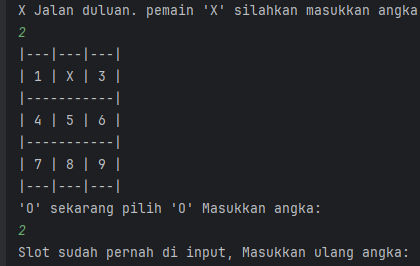 X Jalan duluan. pemain 'X' silahkan masukkan angka
2
|---|---|---|
| 1 | X | 3 |
|-----------|
| 4 | 5 | 6 |
|-----------|
| 7 | 8 | 9 |
|---|---|---|
'O' sekarang pilih 'O' Masukkan angka:
2
Slot sudah pernah di input, Masukkan ulang angka: